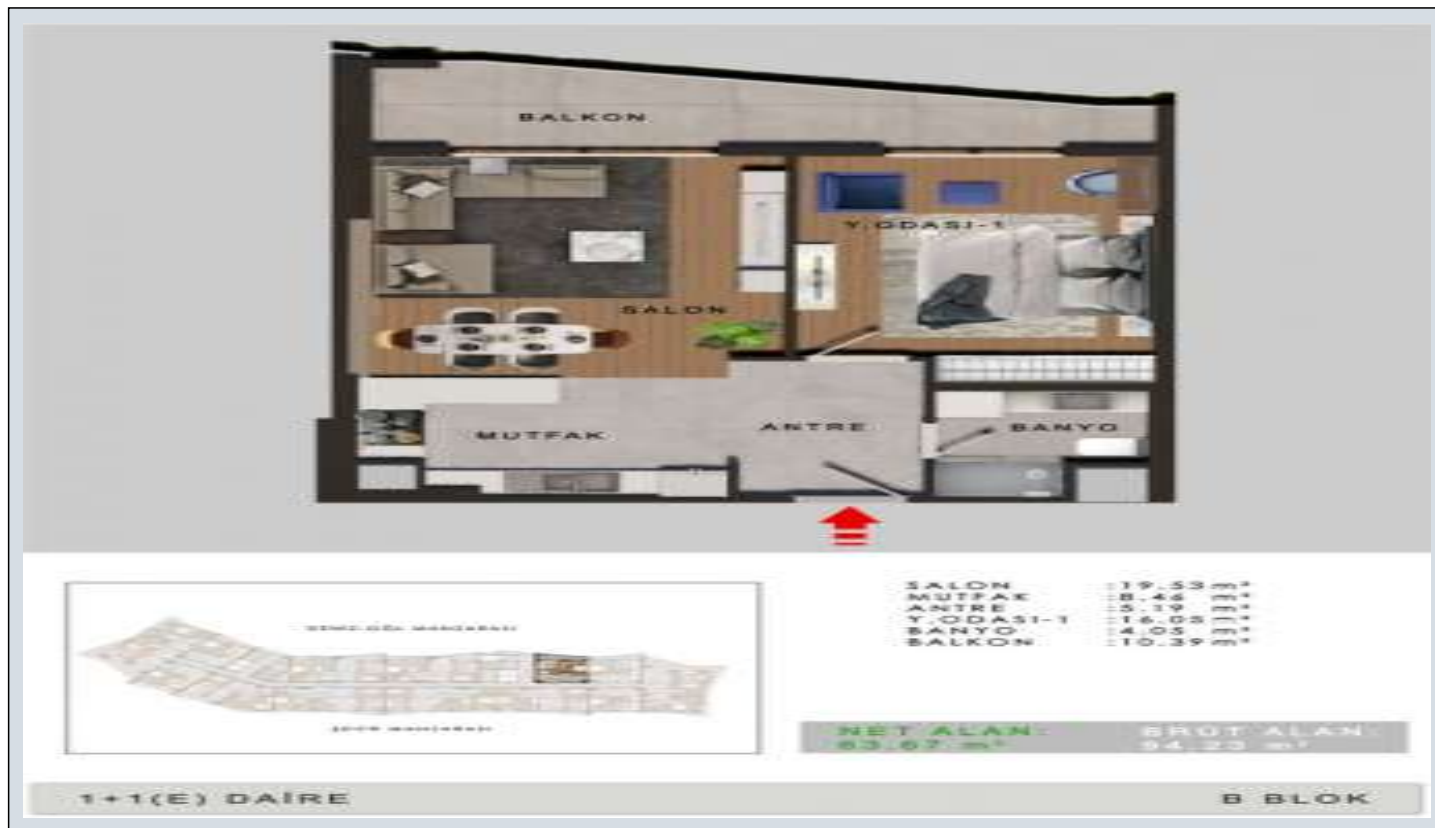 BALKON
Y.ODASI-1
SALON
MUTFAK
ANTRE
BANYO
SALON :19.53 m²
MUTFAK :8.46 m²
ANTRE :5.19 m²
Y.ODASI-1 :16.05 m²
BANYO :4.05 m²
BALKON :10.39 m²
NET ALAN: BRÜT ALAN:
63.67 m² 94.23 m²
1+1(E) DAİRE B BLOK